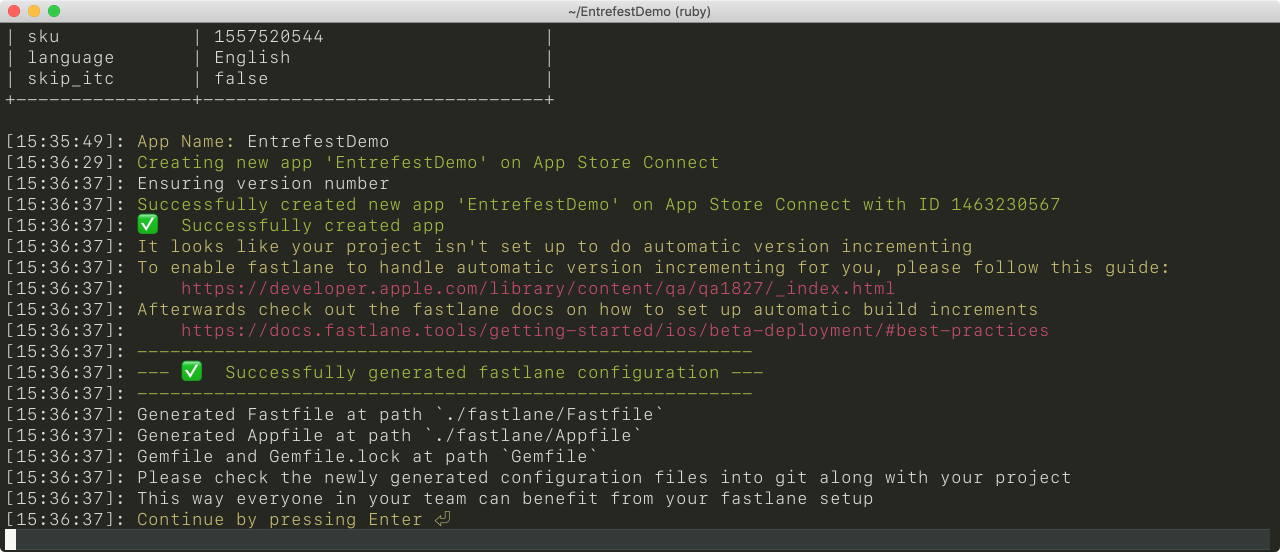 ~/EntrefestDemo (ruby)
| sku            | 1557520544                    |
| language       | English                       |
| skip_itc       | false                         |
+----------------+-------------------------------+
[15:35:49]: App Name: EntrefestDemo
[15:36:29]: Creating new app 'EntrefestDemo' on App Store Connect
[15:36:37]: Ensuring version number
[15:36:37]: Successfully created new app 'EntrefestDemo' on App Store Connect with ID 1463230567
[15:36:37]: ✅  Successfully created app
[15:36:37]: It looks like your project isn't set up to do automatic version incrementing
[15:36:37]: To enable fastlane to handle automatic version incrementing for you, please follow this guide:
[15:36:37]:     https://developer.apple.com/library/content/qa/qa1827/_index.html
[15:36:37]: Afterwards check out the fastlane docs on how to set up automatic build increments
[15:36:37]:     https://docs.fastlane.tools/getting-started/ios/beta-deployment/#best-practices
[15:36:37]: --------------------------------------------------------
[15:36:37]: --- ✅  Successfully generated fastlane configuration ---
[15:36:37]: --------------------------------------------------------
[15:36:37]: Generated Fastfile at path `./fastlane/Fastfile`
[15:36:37]: Generated Appfile at path `./fastlane/Appfile`
[15:36:37]: Gemfile and Gemfile.lock at path `Gemfile`
[15:36:37]: Please check the newly generated configuration files into git along with your project
[15:36:37]: This way everyone in your team can benefit from your fastlane setup
[15:36:37]: Continue by pressing Enter ⏎